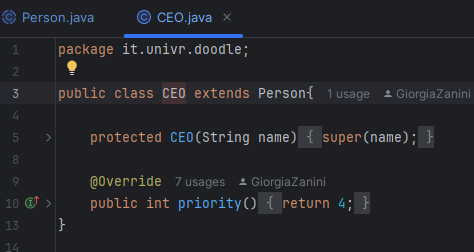 Person.java CEO.java
1 package it.univr.doodle;
2
3 public class CEO extends Person{ 1 usage GiorgiaZanini
4
5 protected CEO(String name) { super(name); }
8
9 @Override 7 usages GiorgiaZanini
10 public int priority() { return 4; }
13 }
14